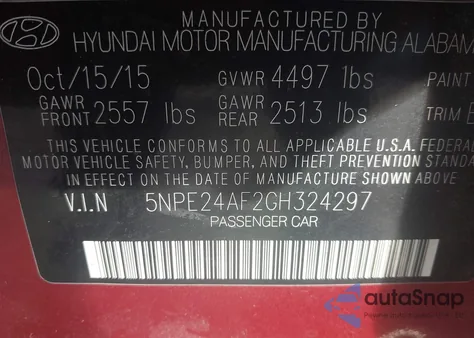 MANUFACTURED BY
HYUNDAI MOTOR MANUFACTURING ALABAMA
Oct/15/15 GVWR 4497 lbs PAINT
GAWR FRONT 2557 lbs GAWR REAR 2513 lbs TRIM
THIS VEHICLE CONFORMS TO ALL APPLICABLE U.S.A. FEDERAL
MOTOR VEHICLE SAFETY, BUMPER, AND THEFT PREVENTION STANDA
IN EFFECT ON THE DATE OF MANUFACTURE SHOWN ABOVE
V.I.N 5NPE24AF2GH324297
PASSENGER CAR
autoSnap